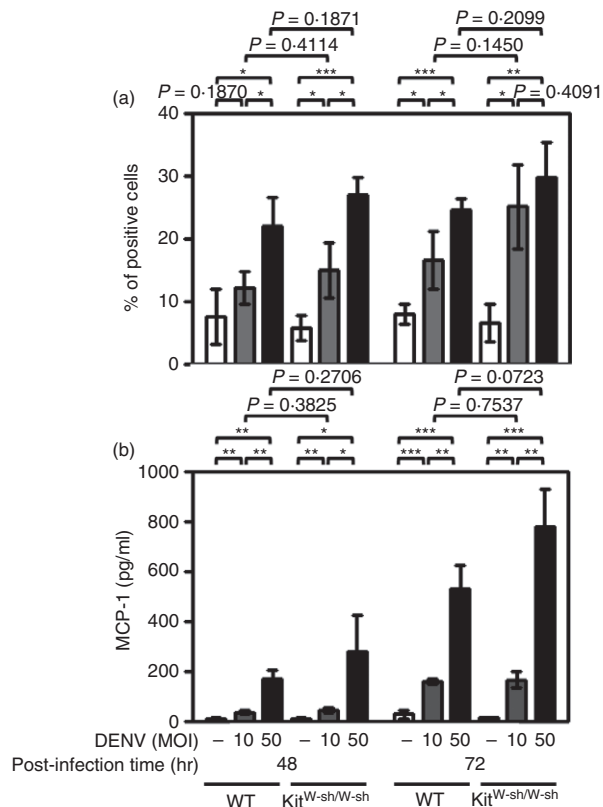 P = 0·1871 P = 0·2099
P = 0·4114 P = 0·1450
* *** *** **
(a) P = 0·1870 * * * * * * P = 0·4091
40
30
20
10
0
% of positive cells
P = 0·2706 P = 0·0723
P = 0·3825 P = 0·7537
** * *** ***
(b) ** ** ** * *** ** ** **
1000
800
600
400
200
0
MCP-1 (pg/ml)
DENV (MOI) – 10 50 – 10 50 – 10 50 – 10 50
Post-infection time (hr) 48 72
WT Kit^W-sh/W-sh WT Kit^W-sh/W-sh